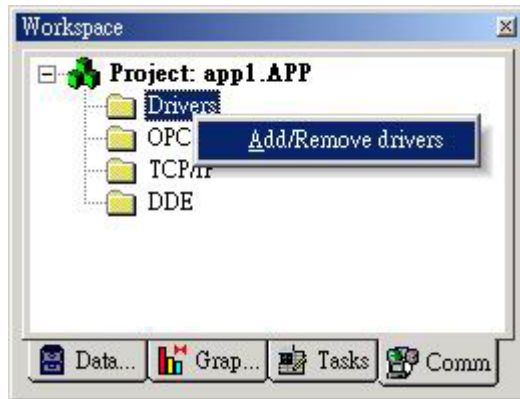 Workspace
Project: app1.APP
Drivers
OPC
Add/Remove drivers
TCP/IP
DDE
Data...
Grap...
Tasks
Comm